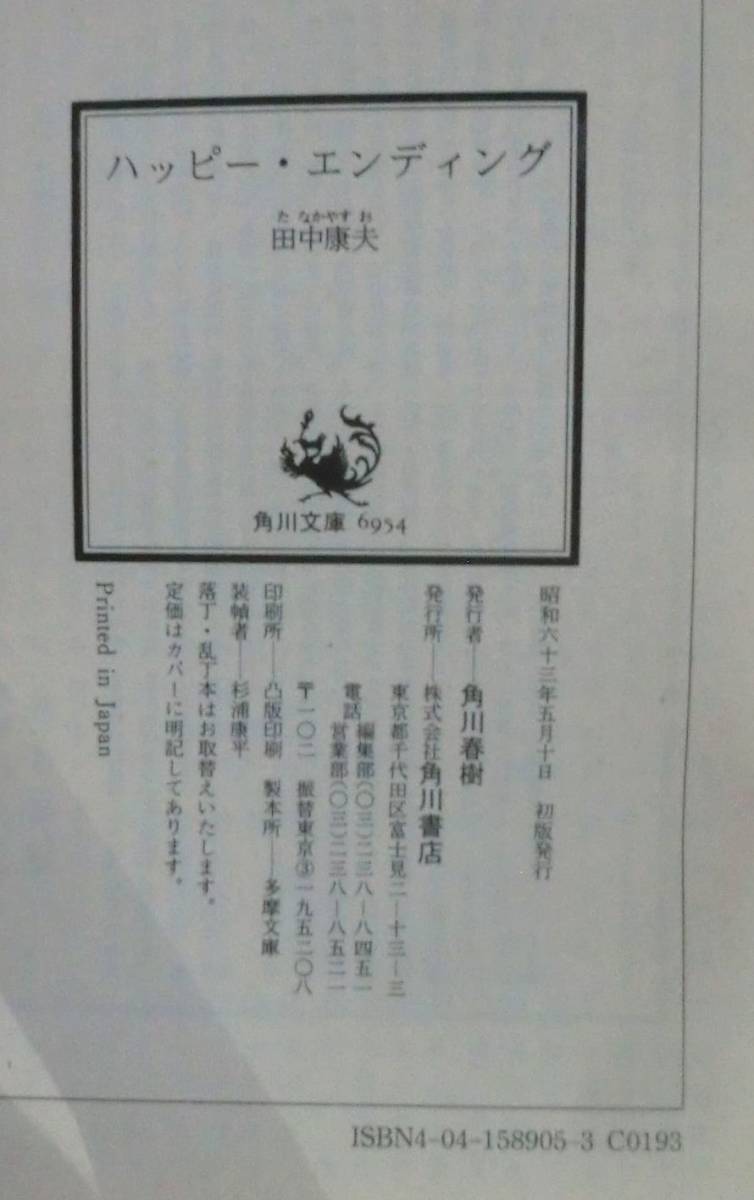 ハッピー・エンディング
た なかやす お
田中康夫
角川文庫 6954
昭和六十三年五月十日 初版発行
発行者――角川春樹
発行所――株式会社角川書店
東京都千代田区富士見二―十三―三
電話 編集部(〇三)二三八―八四五一
営業部(〇三)二三八―八五二一
〒一〇二 振替東京③一九五二〇八
印刷所――凸版印刷 製本所――多摩文庫
装幀者――杉浦康平
落丁・乱丁本はお取替えいたします。
定価はカバーに明記してあります。
Printed in Japan
ISBN4-04-158905-3 C0193